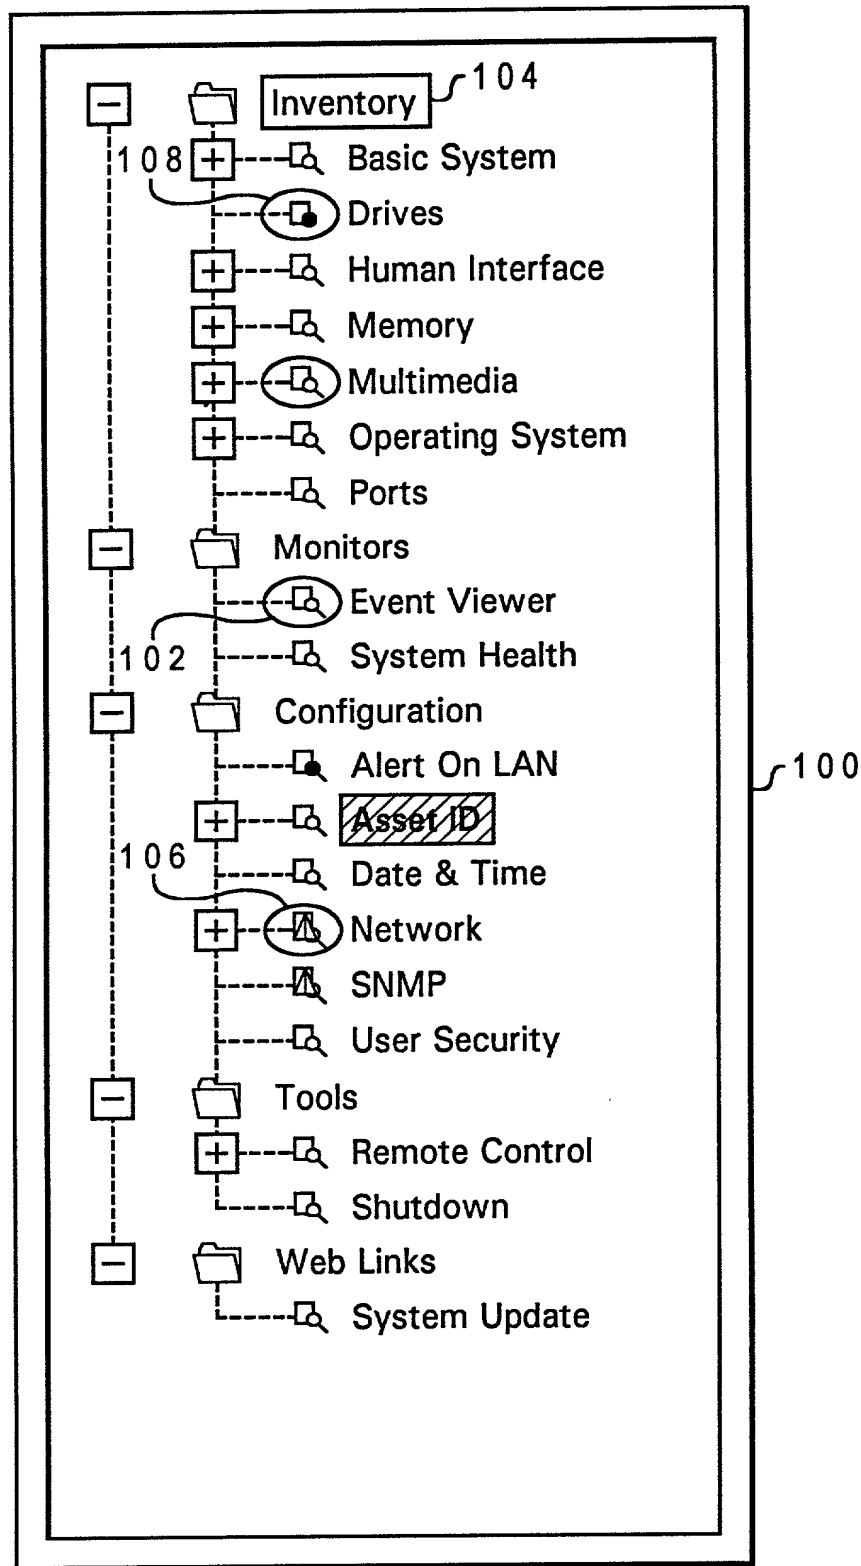 Inventory 104
108 Basic System
Drives
Human Interface
Memory
Multimedia
Operating System
Ports
Monitors
Event Viewer
102 System Health
Configuration
Alert On LAN
100
Asset ID
106 Date & Time
Network
SNMP
User Security
Tools
Remote Control
Shutdown
Web Links
System Update